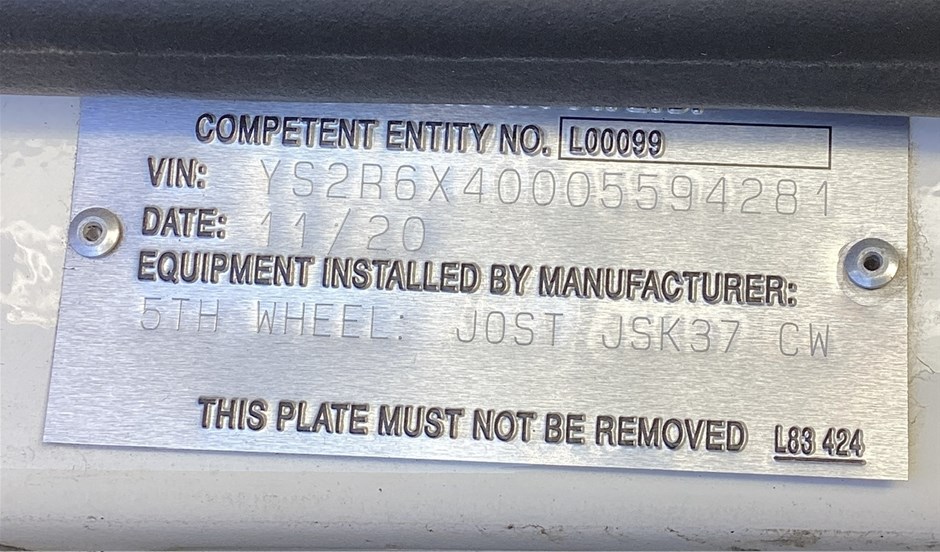 COMPETENT ENTITY NO. L00099
VIN: YS2R6X40005594281
DATE: 11/20
EQUIPMENT INSTALLED BY MANUFACTURER:
5TH WHEEL: JOST JSK37 CW
THIS PLATE MUST NOT BE REMOVED L83 424